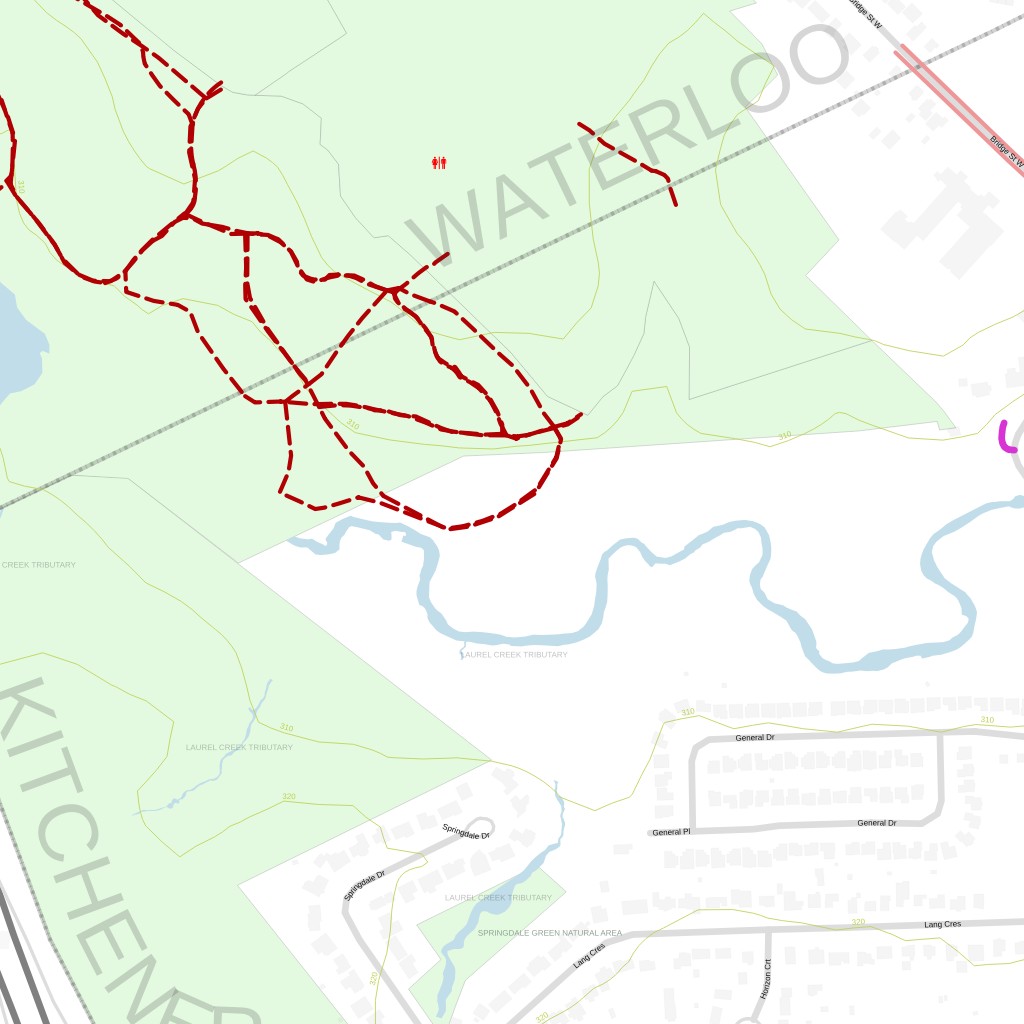 Bridge St W
WATERLOO
Bridge St W
310
310
310
CREEK TRIBUTARY
LAUREL CREEK TRIBUTARY
KITCHENER
310
310
310
General Dr
LAUREL CREEK TRIBUTARY
320
General Dr
General Pl
Springdale Dr
Springdale Dr
LAUREL CREEK TRIBUTARY
320
Lang Cres
SPRINGDALE GREEN NATURAL AREA
Lang Cres
320
Horizon Crt
320